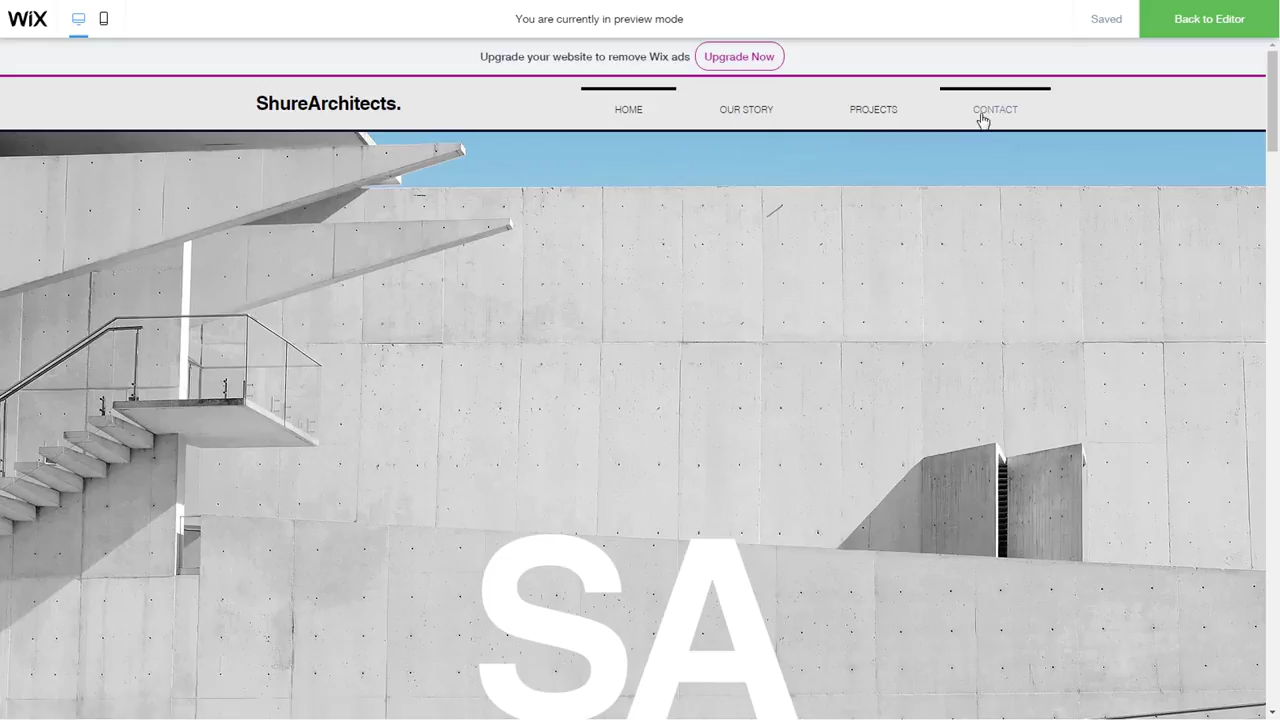 WiX
You are currently in preview mode
Saved
Back to Editor
Upgrade your website to remove Wix ads
Upgrade Now
ShureArchitects.
HOME
OUR STORY
PROJECTS
CONTACT
SA